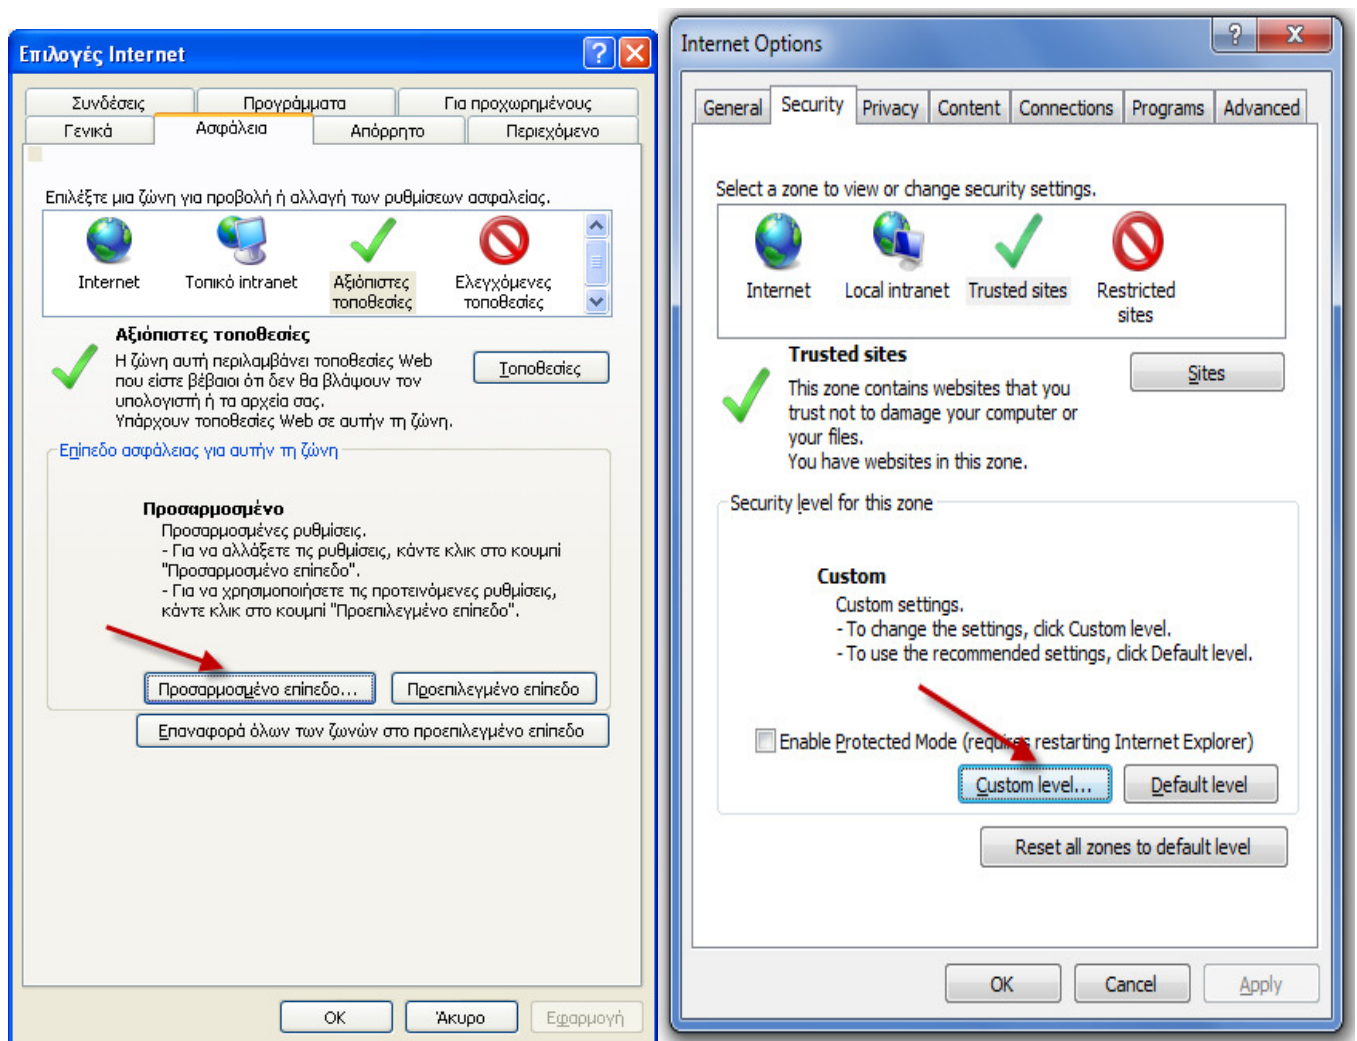 Επιλογές Internet
?
X
Συνδέσεις
Προγράμματα
Για προχωρημένους
Γενικά
Ασφάλεια
Απόρρητο
Περιεχόμενο
Επιλέξτε μια ζώνη για προβολή ή αλλαγή των ρυθμίσεων ασφαλείας.
Internet
Τοπικό intranet
Αξιόπιστες
τοποθεσίες
Ελεγχόμενες
τοποθεσίες
Αξιόπιστες τοποθεσίες
Η ζώνη αυτή περιλαμβάνει τοποθεσίες Web
που είστε βέβαιοι ότι δεν θα βλάψουν τον
υπολογιστή ή τα αρχεία σας.
Υπάρχουν τοποθεσίες Web σε αυτήν τη ζώνη.
Τοποθεσίες
Επίπεδο ασφάλειας για αυτήν τη ζώνη
Προσαρμοσμένο
Προσαρμοσμένες ρυθμίσεις.
- Για να αλλάξετε τις ρυθμίσεις, κάντε κλικ στο κουμπί
"Προσαρμοσμένο επίπεδο".
- Για να χρησιμοποιήσετε τις προτεινόμενες ρυθμίσεις,
κάντε κλικ στο κουμπί "Προεπιλεγμένο επίπεδο".
Προσαρμοσμένο επίπεδο...
Προεπιλεγμένο επίπεδο
Επαναφορά όλων των ζωνών στο προεπιλεγμένο επίπεδο
OK
Άκυρο
Εφαρμογή
Internet Options
?
X
General
Security
Privacy
Content
Connections
Programs
Advanced
Select a zone to view or change security settings.
Internet
Local intranet
Trusted sites
Restricted
sites
Trusted sites
This zone contains websites that you
trust not to damage your computer or
your files.
You have websites in this zone.
Sites
Security level for this zone
Custom
Custom settings.
- To change the settings, click Custom level.
- To use the recommended settings, click Default level.
Enable Protected Mode (requires restarting Internet Explorer)
Custom level...
Default level
Reset all zones to default level
OK
Cancel
Apply